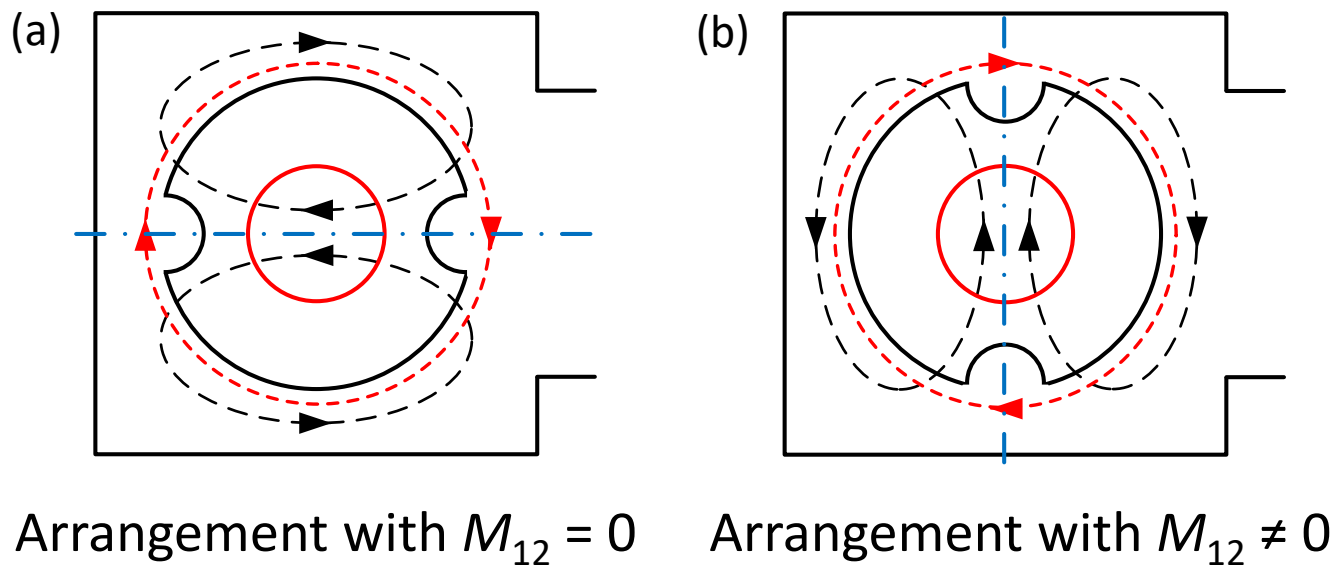 (a)
(b)
Arrangement with M₁₂ = 0
Arrangement with M₁₂ ≠ 0